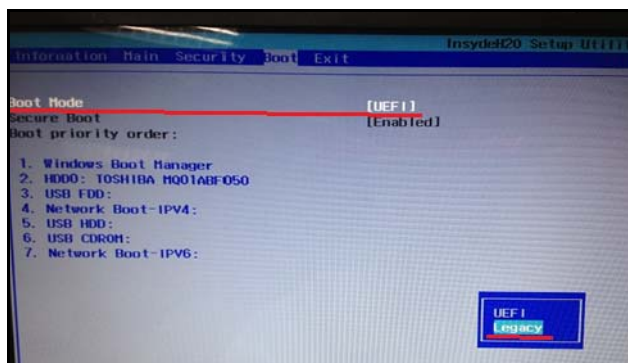 InsydeH20 Setup Utili
Information Main Security Boot Exit
Boot Mode [UEFI]
Secure Boot [Enabled]
Boot priority order:
1. Windows Boot Manager
2. HDD0: TOSHIBA MQ01ABF050
3. USB FDD:
4. Network Boot-IPV4:
5. USB HDD:
6. USB CDROM:
7. Network Boot-IPV6:
UEFI
Legacy